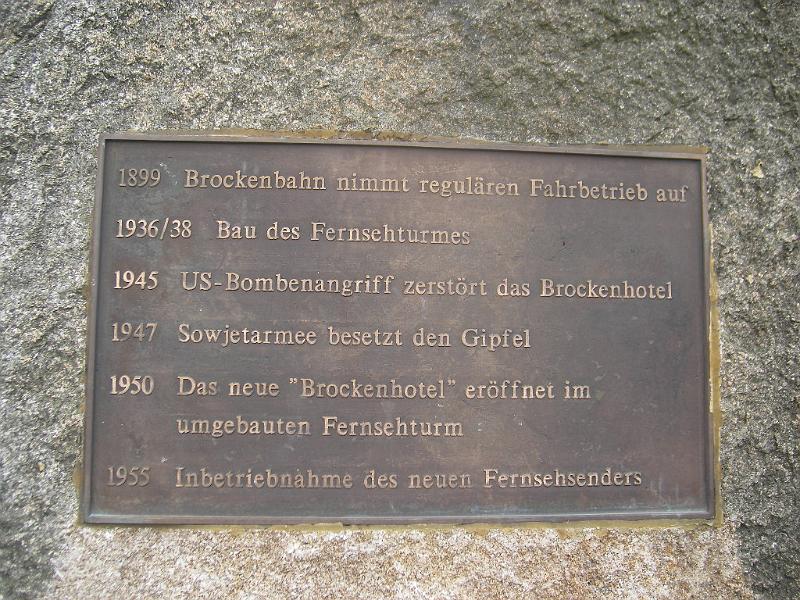 1899 Brockenbahn nimmt regulären Fahrbetrieb auf
1936/38 Bau des Fernsehturmes
1945 US-Bombenangriff zerstört das Brockenhotel
1947 Sowjetarmee besetzt den Gipfel
1950 Das neue "Brockenhotel" eröffnet im
umgebauten Fernsehturm
1955 Inbetriebnahme des neuen Fernsehsenders